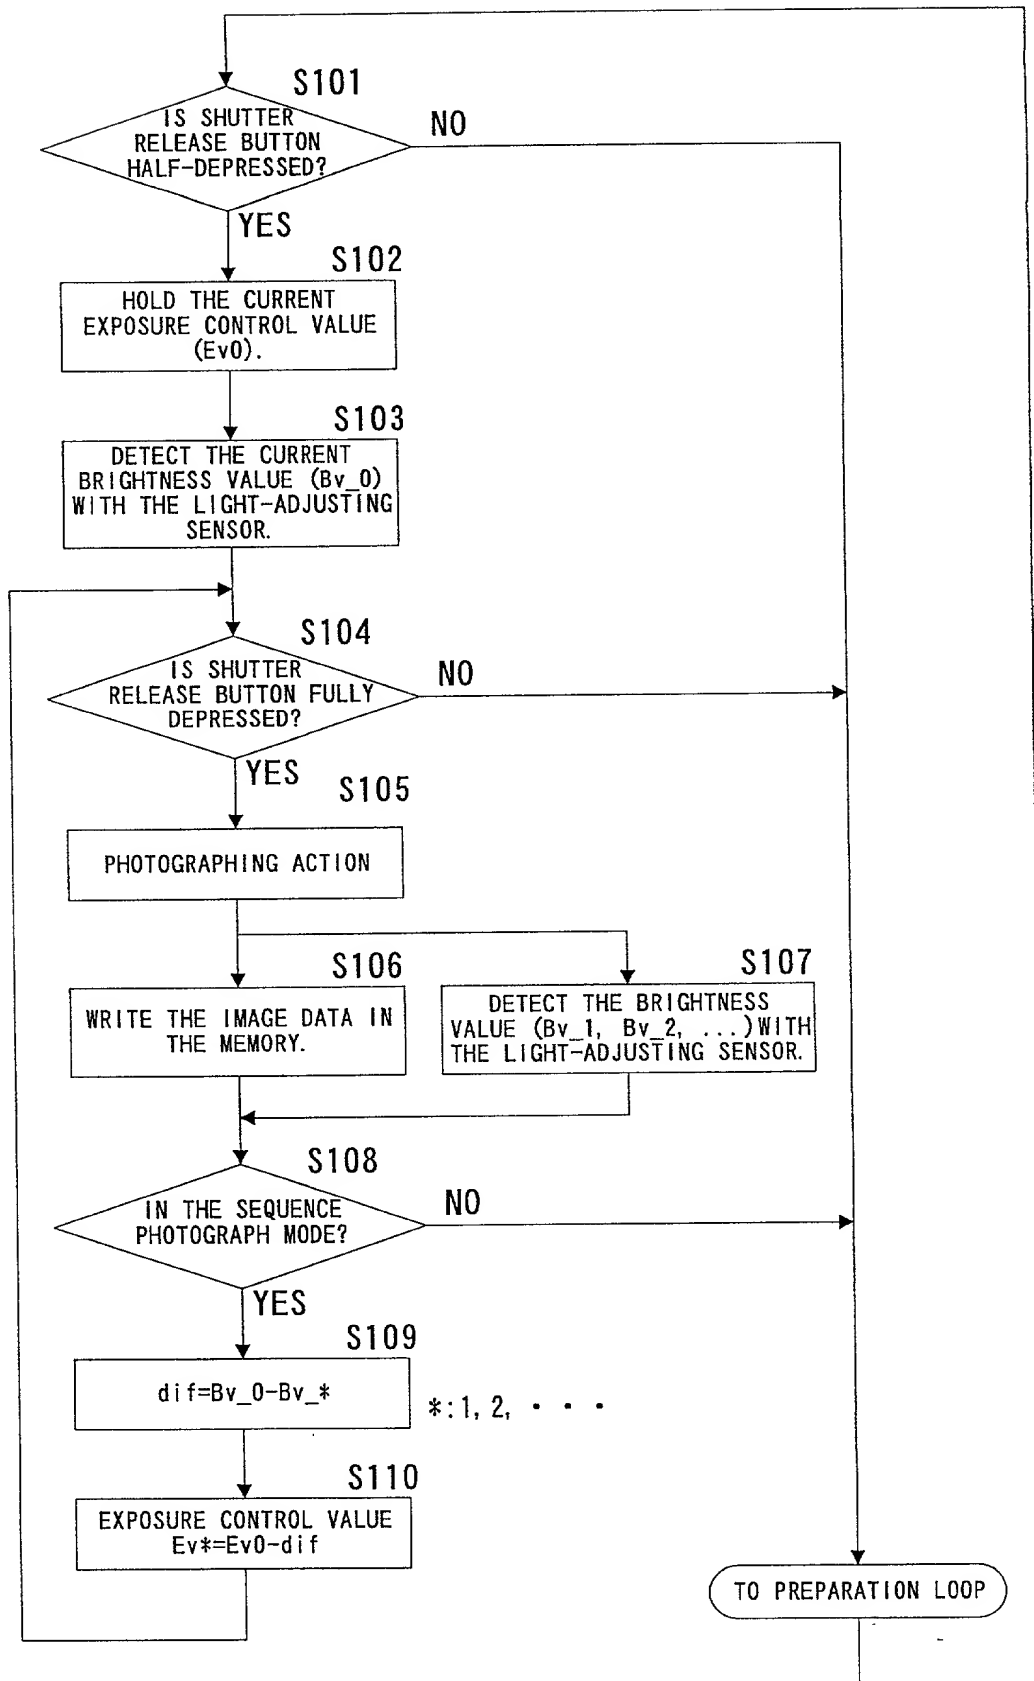 S101
IS SHUTTER
RELEASE BUTTON
HALF-DEPRESSED?
NO
YES
S102
HOLD THE CURRENT
EXPOSURE CONTROL VALUE
(Ev0).
S103
DETECT THE CURRENT
BRIGHTNESS VALUE (Bv_0)
WITH THE LIGHT-ADJUSTING
SENSOR.
S104
IS SHUTTER
RELEASE BUTTON FULLY
DEPRESSED?
NO
YES
S105
PHOTOGRAPHING ACTION
S106
WRITE THE IMAGE DATA IN
THE MEMORY.
S107
DETECT THE BRIGHTNESS
VALUE (Bv_1, Bv_2, ...)WITH
THE LIGHT-ADJUSTING SENSOR.
S108
IN THE SEQUENCE
PHOTOGRAPH MODE?
NO
YES
S109
dif=Bv_0-Bv_*
*:1, 2, ・・・
S110
EXPOSURE CONTROL VALUE
Ev*=Ev0-dif
TO PREPARATION LOOP